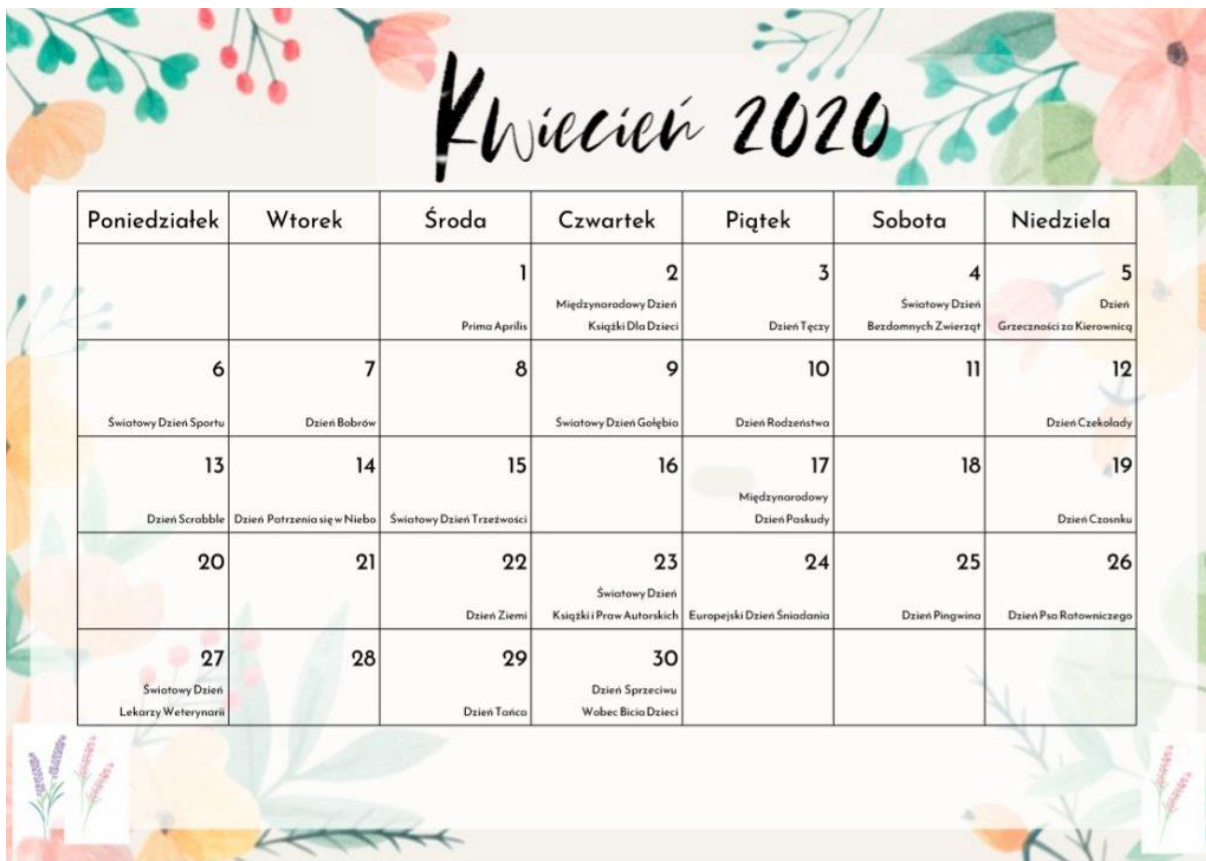 Kwiecień 2020
Poniedziałek Wtorek Środa Czwartek Piątek Sobota Niedziela
1 2 3 4 5
Międzynarodowy Dzień Światowy Dzień Dzień
Prima Aprilis Książki Dla Dzieci Dzień Tęczy Bezdomnych Zwierząt Grzeczności za Kierownicą
6 7 8 9 10 11 12
Światowy Dzień Sportu Dzień Bobrów Światowy Dzień Gołębia Dzień Rodzeństwa Dzień Czekolady
13 14 15 16 17 18 19
Międzynarodowy
Dzień Scrabble Dzień Patrzenia się w Niebo Światowy Dzień Trzeźwości Dzień Paskudy Dzień Czosnku
20 21 22 23 24 25 26
Światowy Dzień
Dzień Ziemi Książki i Praw Autorskich Europejski Dzień Śniadania Dzień Pingwina Dzień Psa Ratowniczego
27 28 29 30
Światowy Dzień Dzień Sprzeciwu
Lekarzy Weterynarii Dzień Tańca Wobec Bicia Dzieci